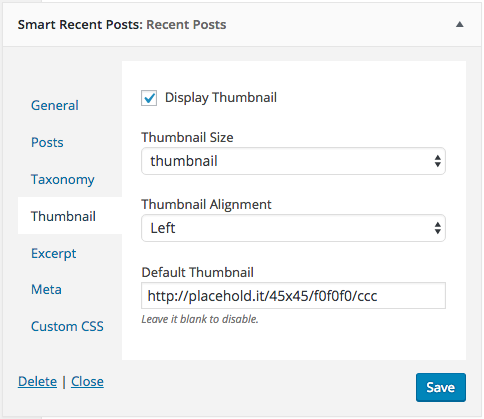 Smart Recent Posts: Recent Posts
General
Posts
Taxonomy
Thumbnail
Excerpt
Meta
Custom CSS
Display Thumbnail
Thumbnail Size
thumbnail
Thumbnail Alignment
Left
Default Thumbnail
http://placehold.it/45x45/f0f0f0/ccc
Leave it blank to disable.
Delete | Close
Save